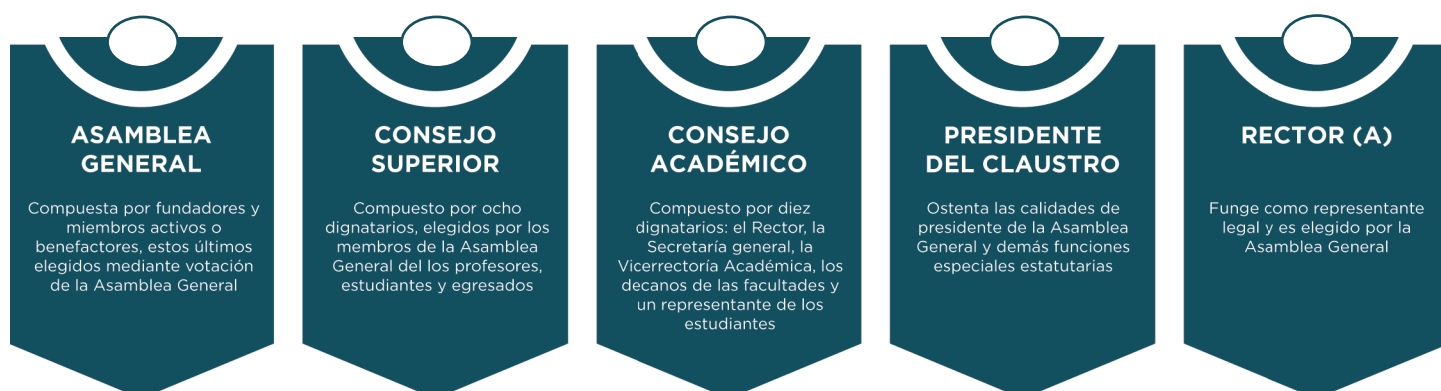 ASAMBLEA
GENERAL
Compuesta por fundadores y
miembros activos o
benefactores, estos últimos
elegidos mediante votación
de la Asamblea General
CONSEJO
SUPERIOR
Compuesto por ocho
dignatarios, elegidos por los
miembros de la Asamblea
General del los profesores,
estudiantes y egresados
CONSEJO
ACADÉMICO
Compuesto por diez
dignatarios: el Rector, la
Secretaría general, la
Vicerrectoría Académica, los
decanos de las facultades y
un representante de los
estudiantes
PRESIDENTE
DEL CLAUSTRO
Ostenta las calidades de
presidente de la Asamblea
General y demás funciones
especiales estatutarias
RECTOR (A)
Funge como representante
legal y es elegido por la
Asamblea General